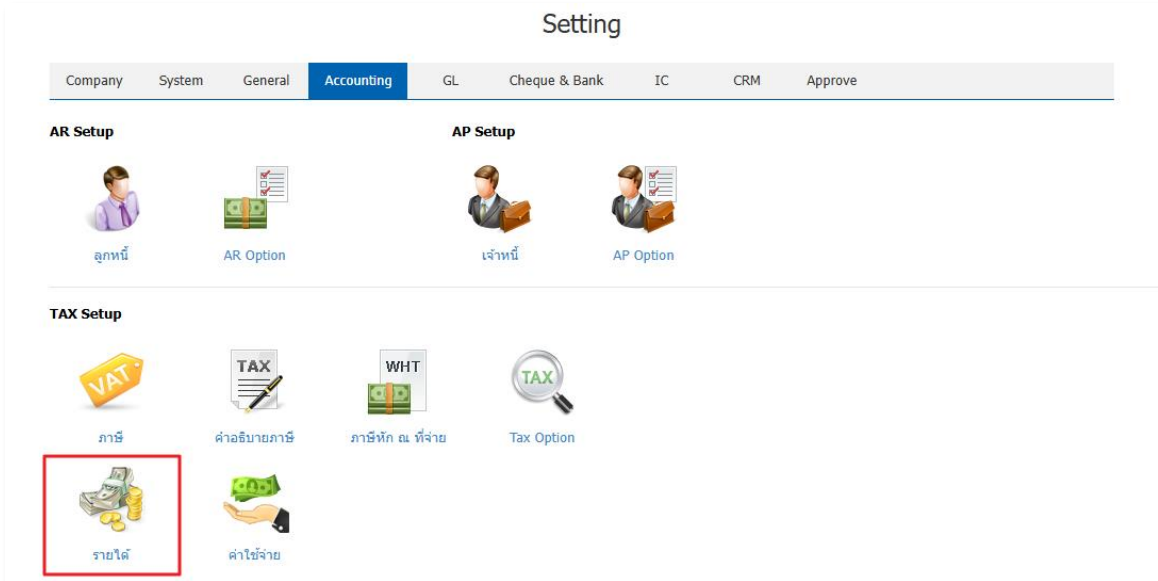 Setting
Company System General Accounting GL Cheque & Bank IC CRM Approve
AR Setup AP Setup
ลูกหนี้ AR Option เจ้าหนี้ AP Option
TAX Setup
VAT TAX WHT TAX
ภาษี คำอธิบายภาษี ภาษีหัก ณ ที่จ่าย Tax Option
รายได้ ค่าใช้จ่าย